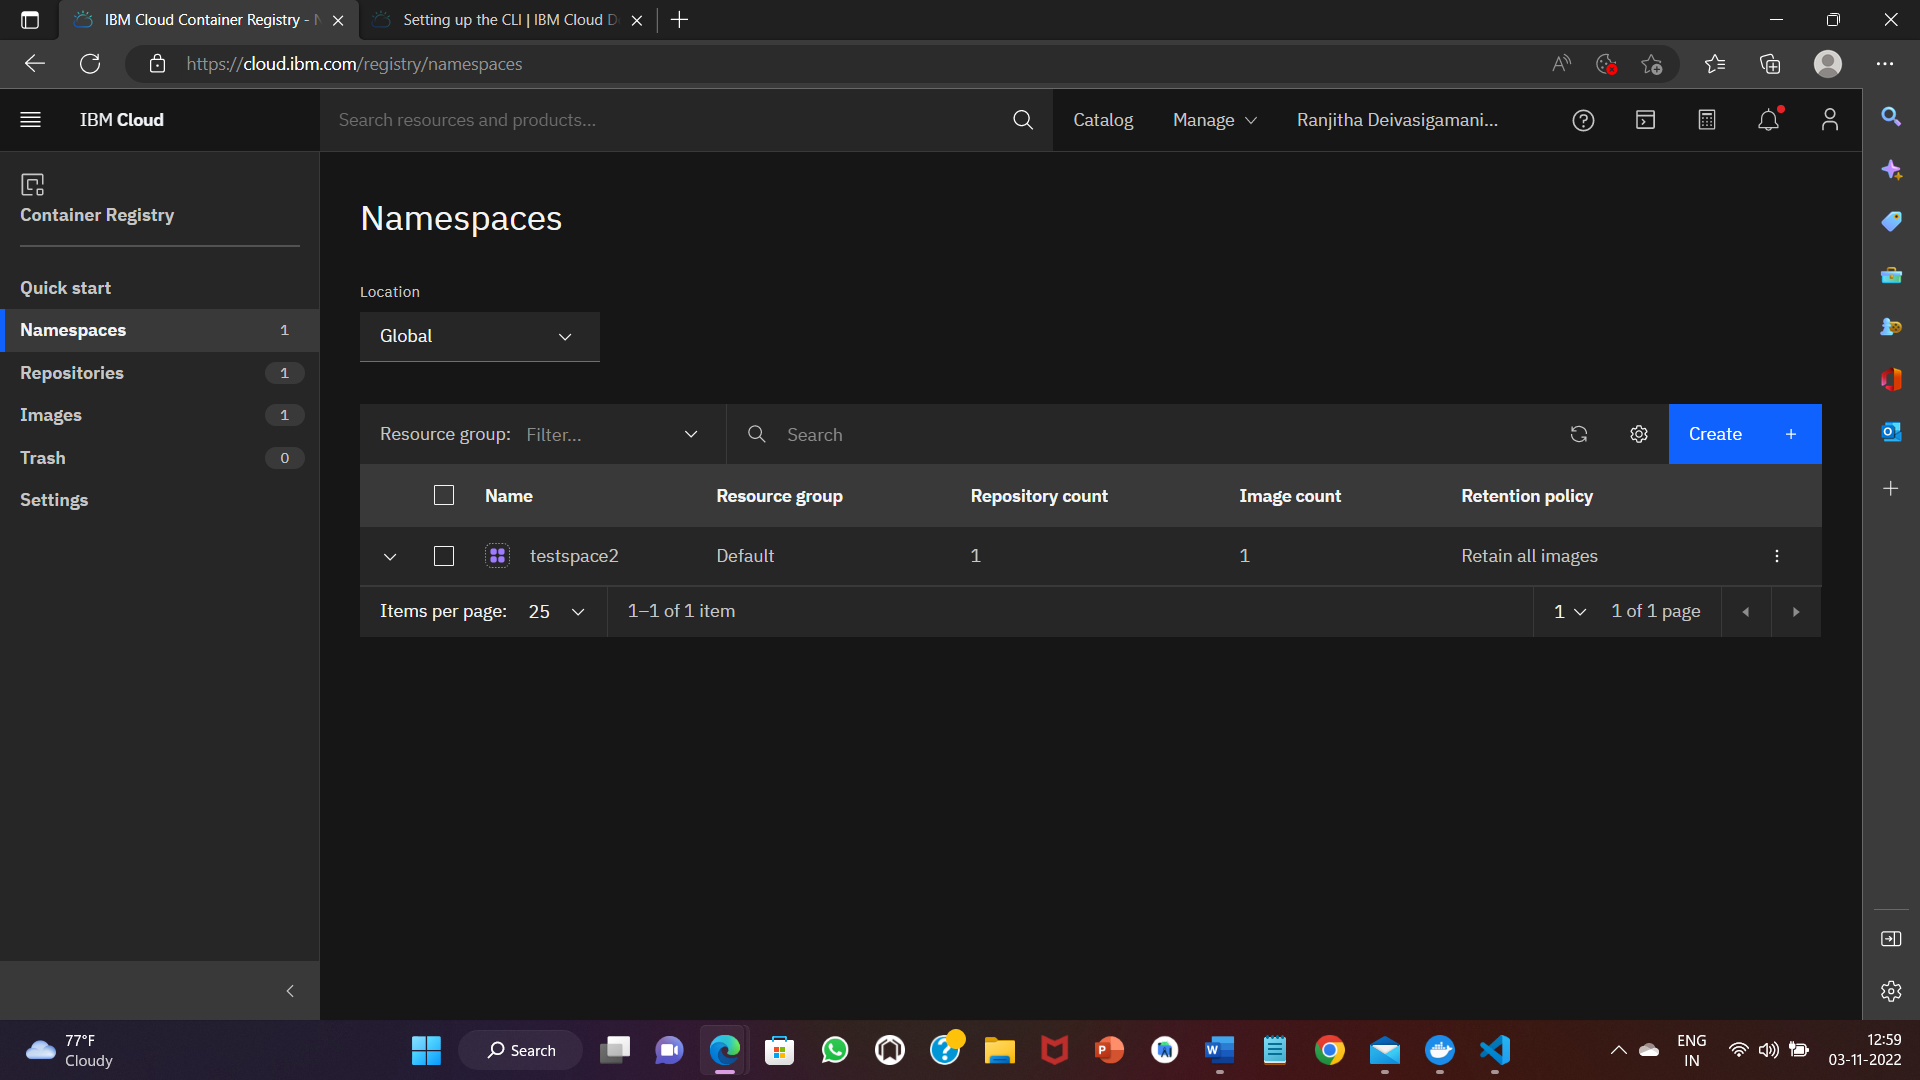 IBM Cloud Container Registry - N
Setting up the CLI | IBM Cloud D
https://cloud.ibm.com/registry/namespaces
IBM Cloud
Search resources and products...
Catalog
Manage
Ranjitha Deivasigamani...
Container Registry
Quick start
Namespaces 1
Repositories 1
Images 1
Trash 0
Settings
Namespaces
Location
Global
Resource group: Filter...
Search
Create +
Name Resource group Repository count Image count Retention policy
testspace2 Default 1 1 Retain all images
Items per page: 25 1–1 of 1 item 1 1 of 1 page
77°F
Cloudy
Search
ENG
IN
12:59
03-11-2022